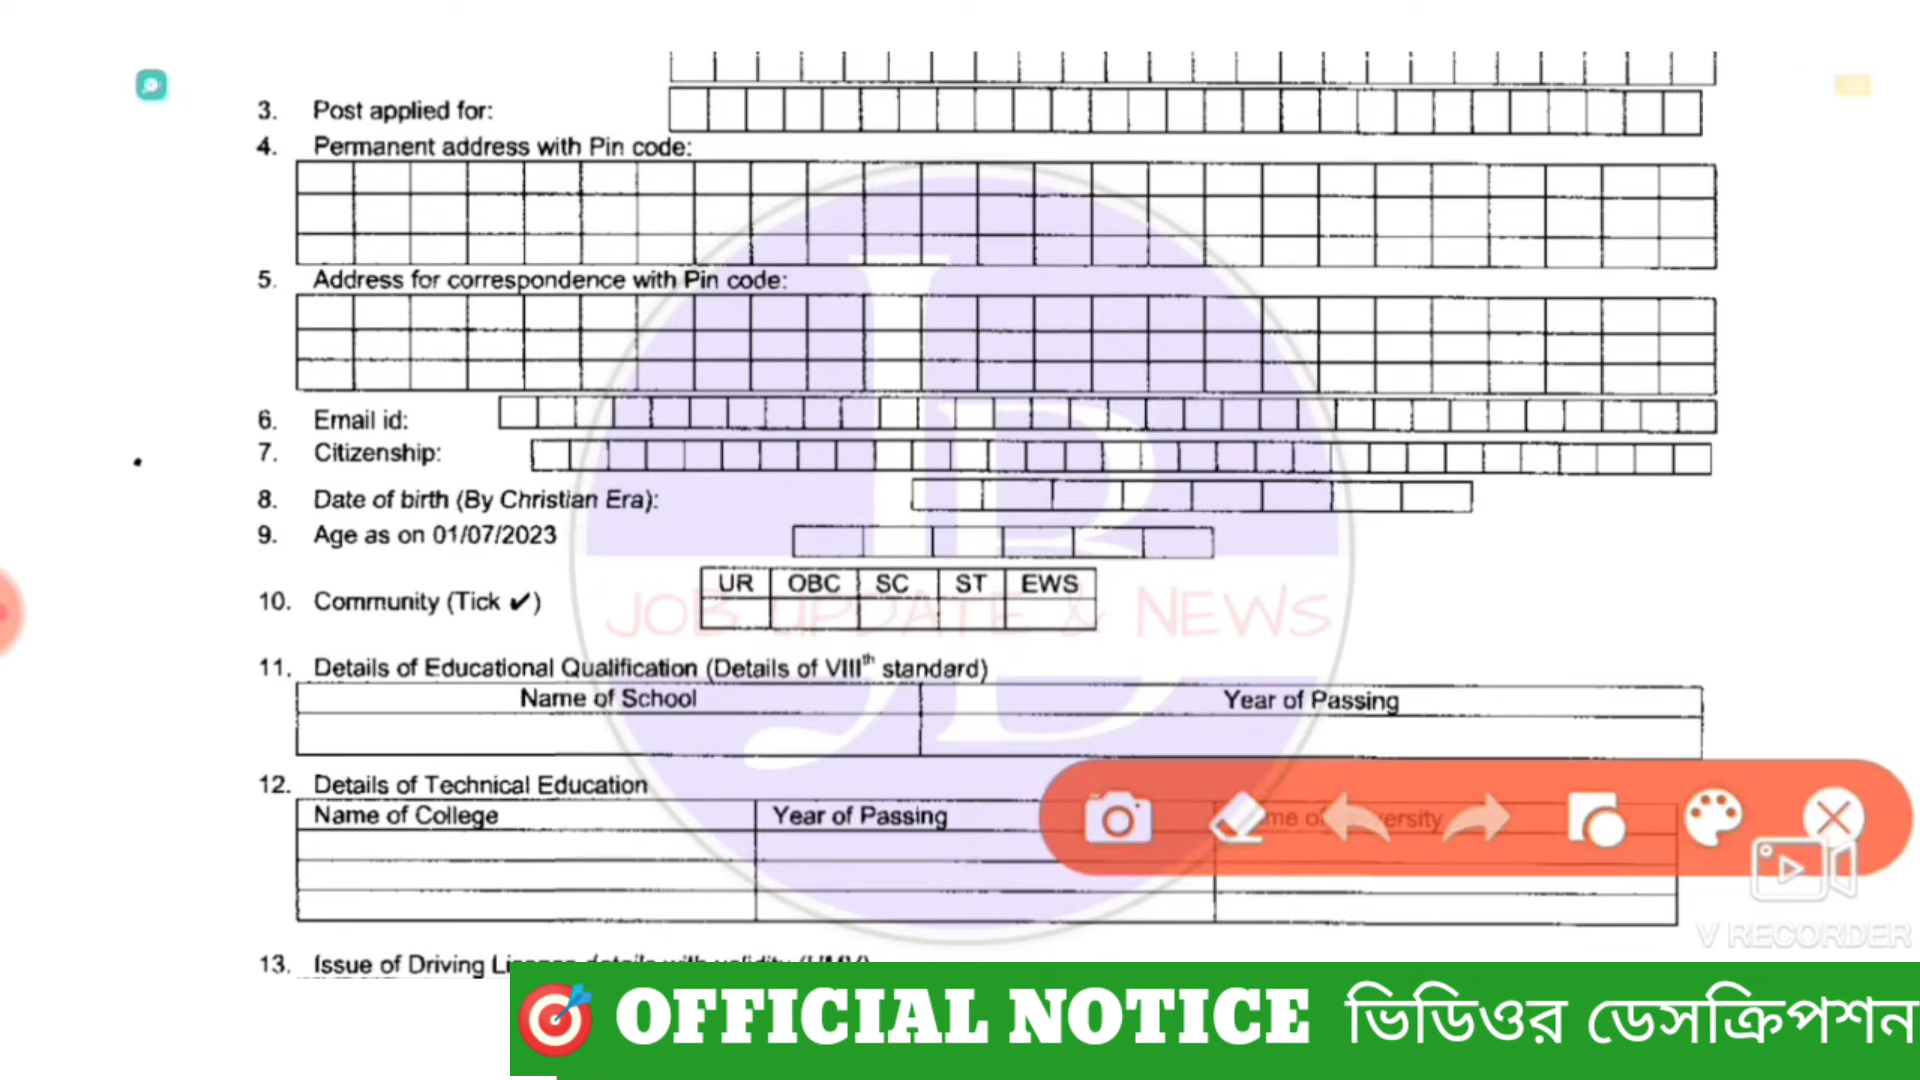 3. Post applied for:
4. Permanent address with Pin code:
5. Address for correspondence with Pin code:
6. Email id:
7. Citizenship:
8. Date of birth (By Christian Era):
9. Age as on 01/07/2023
10. Community (Tick ✔)
UR OBC SC ST EWS
JOB UPDATE & NEWS
11. Details of Educational Qualification (Details of VIIIth standard)
Name of School Year of Passing
12. Details of Technical Education
Name of College Year of Passing
13. Issue of Driving
V RECORDER
OFFICIAL NOTICE ভিডিওর ডেসক্রিপশন